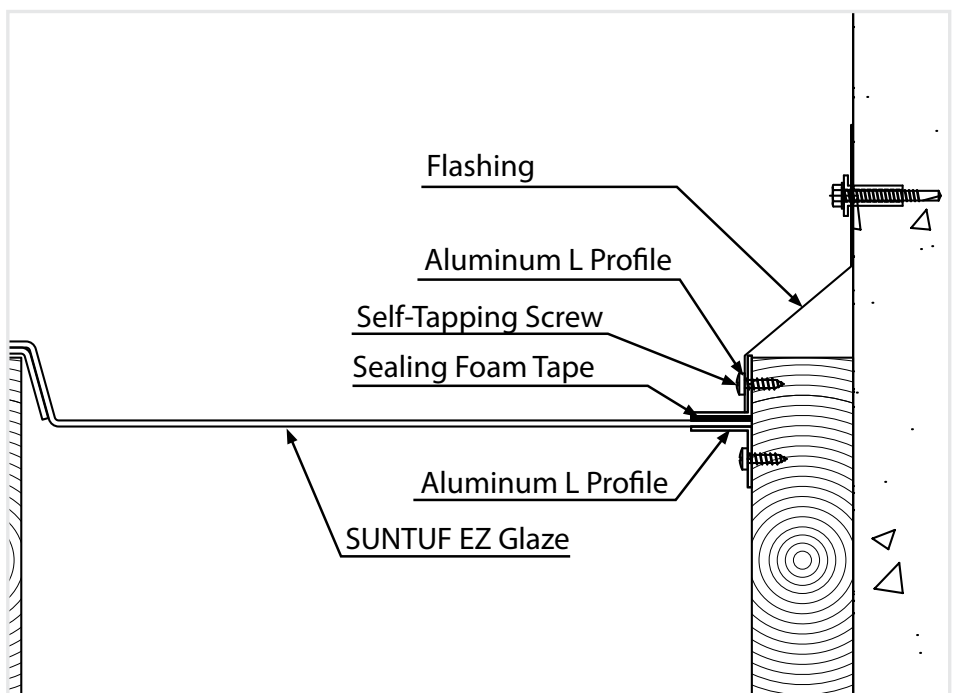 Flashing
Aluminum L Profile
Self-Tapping Screw
Sealing Foam Tape
Aluminum L Profile
SUNTUF EZ Glaze